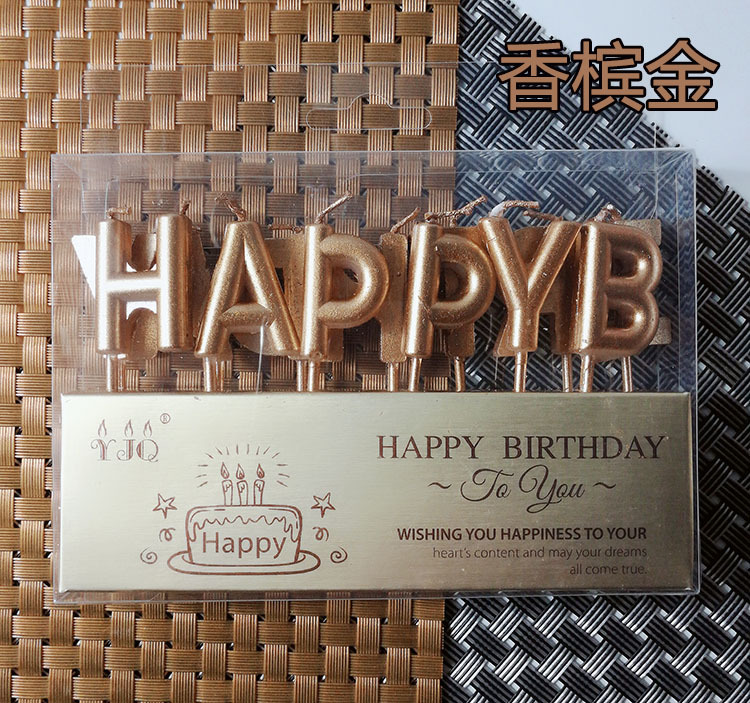 香槟金
HAPPYB
YJQ®
Happy
HAPPY BIRTHDAY
~ To You ~
WISHING YOU HAPPINESS TO YOUR
heart's content and may your dreams
all come true.